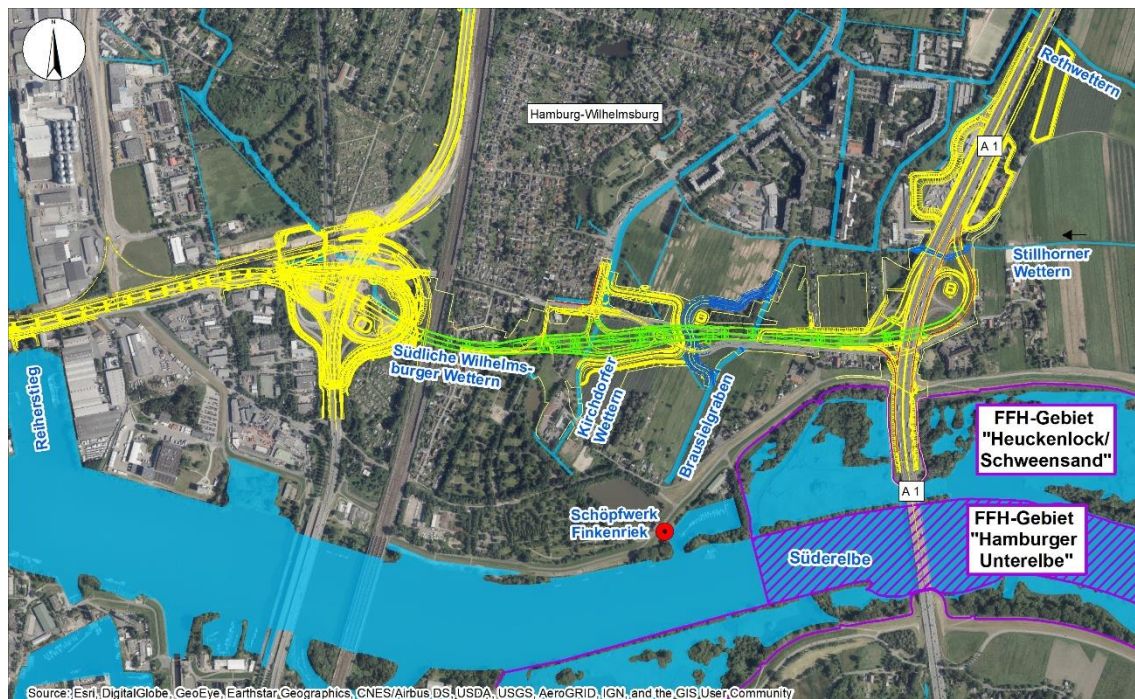 N
Hamburg-Wilhelmsburg
Rethwettern
A 1
Stillhorner
Wettern
Südliche Wilhelms-
burger Wettern
Kirchdorfer
Wettern
Brausielgraben
Reiherstieg
FFH-Gebiet
"Heuckenlock/
Schweensand"
A 1
Schöpfwerk
Finkenriek
Süderelbe
FFH-Gebiet
"Hamburger
Unterelbe"
Source: Esri, DigitalGlobe, GeoEye, Earthstar Geographics, CNES/Airbus DS, USDA, USGS, AeroGRID, IGN, and the GIS User Community